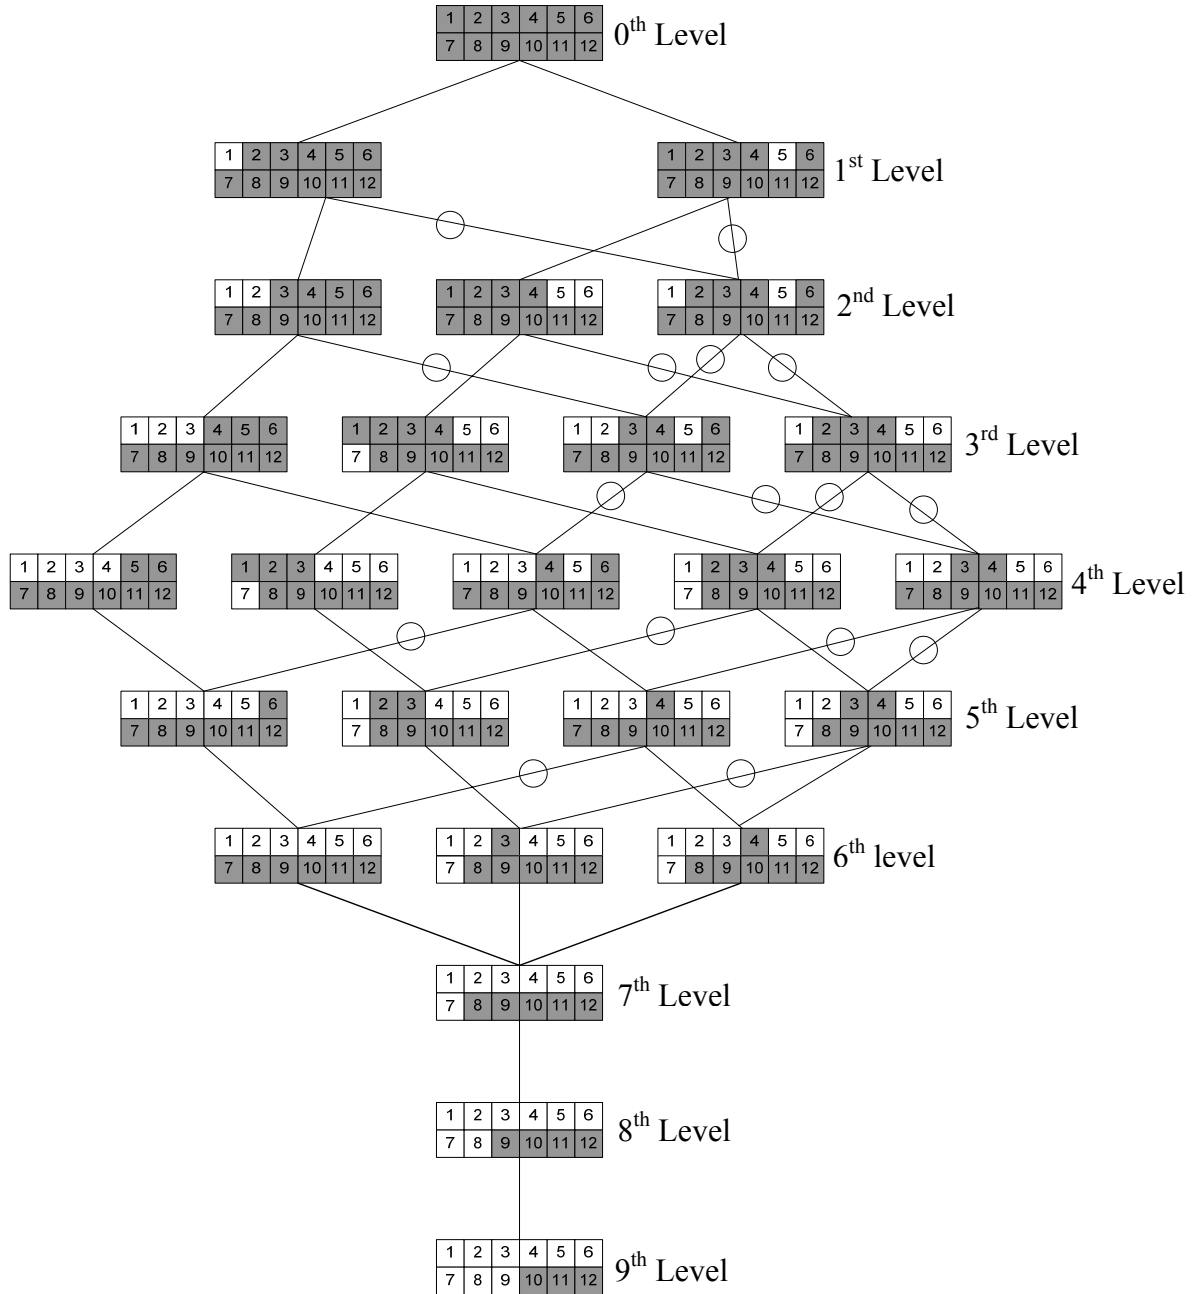 1 2 3 4 5 6 0th Level
7 8 9 10 11 12
1 2 3 4 5 6 1 2 3 4 5 6 1st Level
7 8 9 10 11 12 7 8 9 10 11 12
1 2 3 4 5 6 1 2 3 4 5 6 1 2 3 4 5 6 2nd Level
7 8 9 10 11 12 7 8 9 10 11 12 7 8 9 10 11 12
1 2 3 4 5 6 1 2 3 4 5 6 1 2 3 4 5 6 1 2 3 4 5 6 3rd Level
7 8 9 10 11 12 7 8 9 10 11 12 7 8 9 10 11 12 7 8 9 10 11 12
1 2 3 4 5 6 1 2 3 4 5 6 1 2 3 4 5 6 1 2 3 4 5 6 1 2 3 4 5 6 4th Level
7 8 9 10 11 12 7 8 9 10 11 12 7 8 9 10 11 12 7 8 9 10 11 12 7 8 9 10 11 12
1 2 3 4 5 6 1 2 3 4 5 6 1 2 3 4 5 6 1 2 3 4 5 6 5th Level
7 8 9 10 11 12 7 8 9 10 11 12 7 8 9 10 11 12 7 8 9 10 11 12
1 2 3 4 5 6 1 2 3 4 5 6 1 2 3 4 5 6 6th level
7 8 9 10 11 12 7 8 9 10 11 12 7 8 9 10 11 12
1 2 3 4 5 6 7th Level
7 8 9 10 11 12
1 2 3 4 5 6 8th Level
7 8 9 10 11 12
1 2 3 4 5 6 9th Level
7 8 9 10 11 12